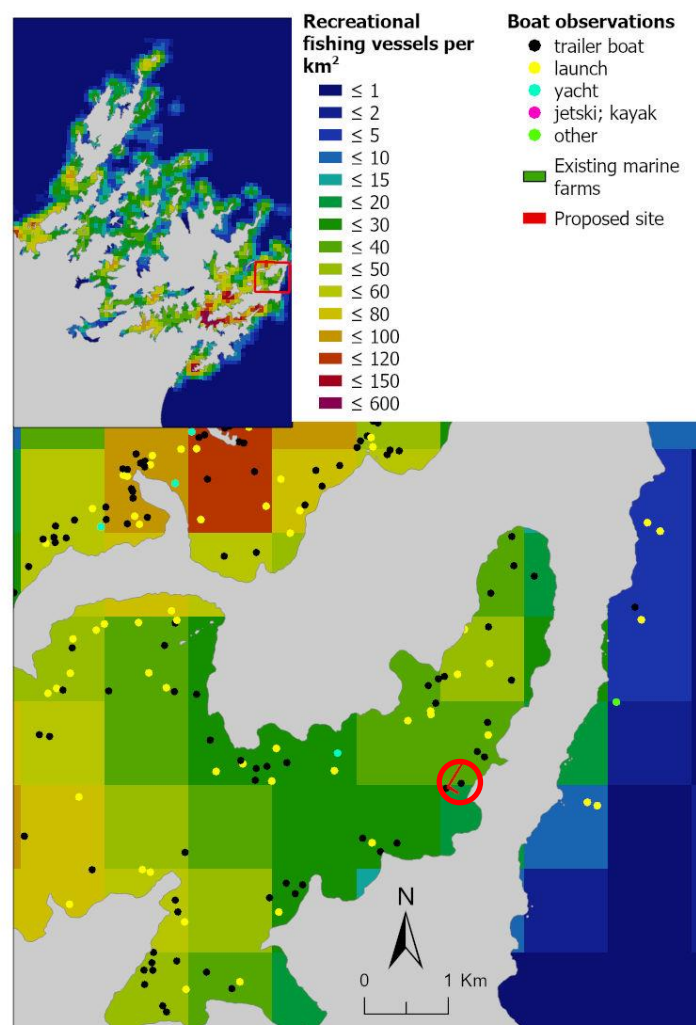 Recreational
fishing vessels per
km²
≤ 1
≤ 2
≤ 5
≤ 10
≤ 15
≤ 20
≤ 30
≤ 40
≤ 50
≤ 60
≤ 80
≤ 100
≤ 120
≤ 150
≤ 600
Boat observations
trailer boat
launch
yacht
jetski; kayak
other
Existing marine
farms
Proposed site
N
0 1 Km